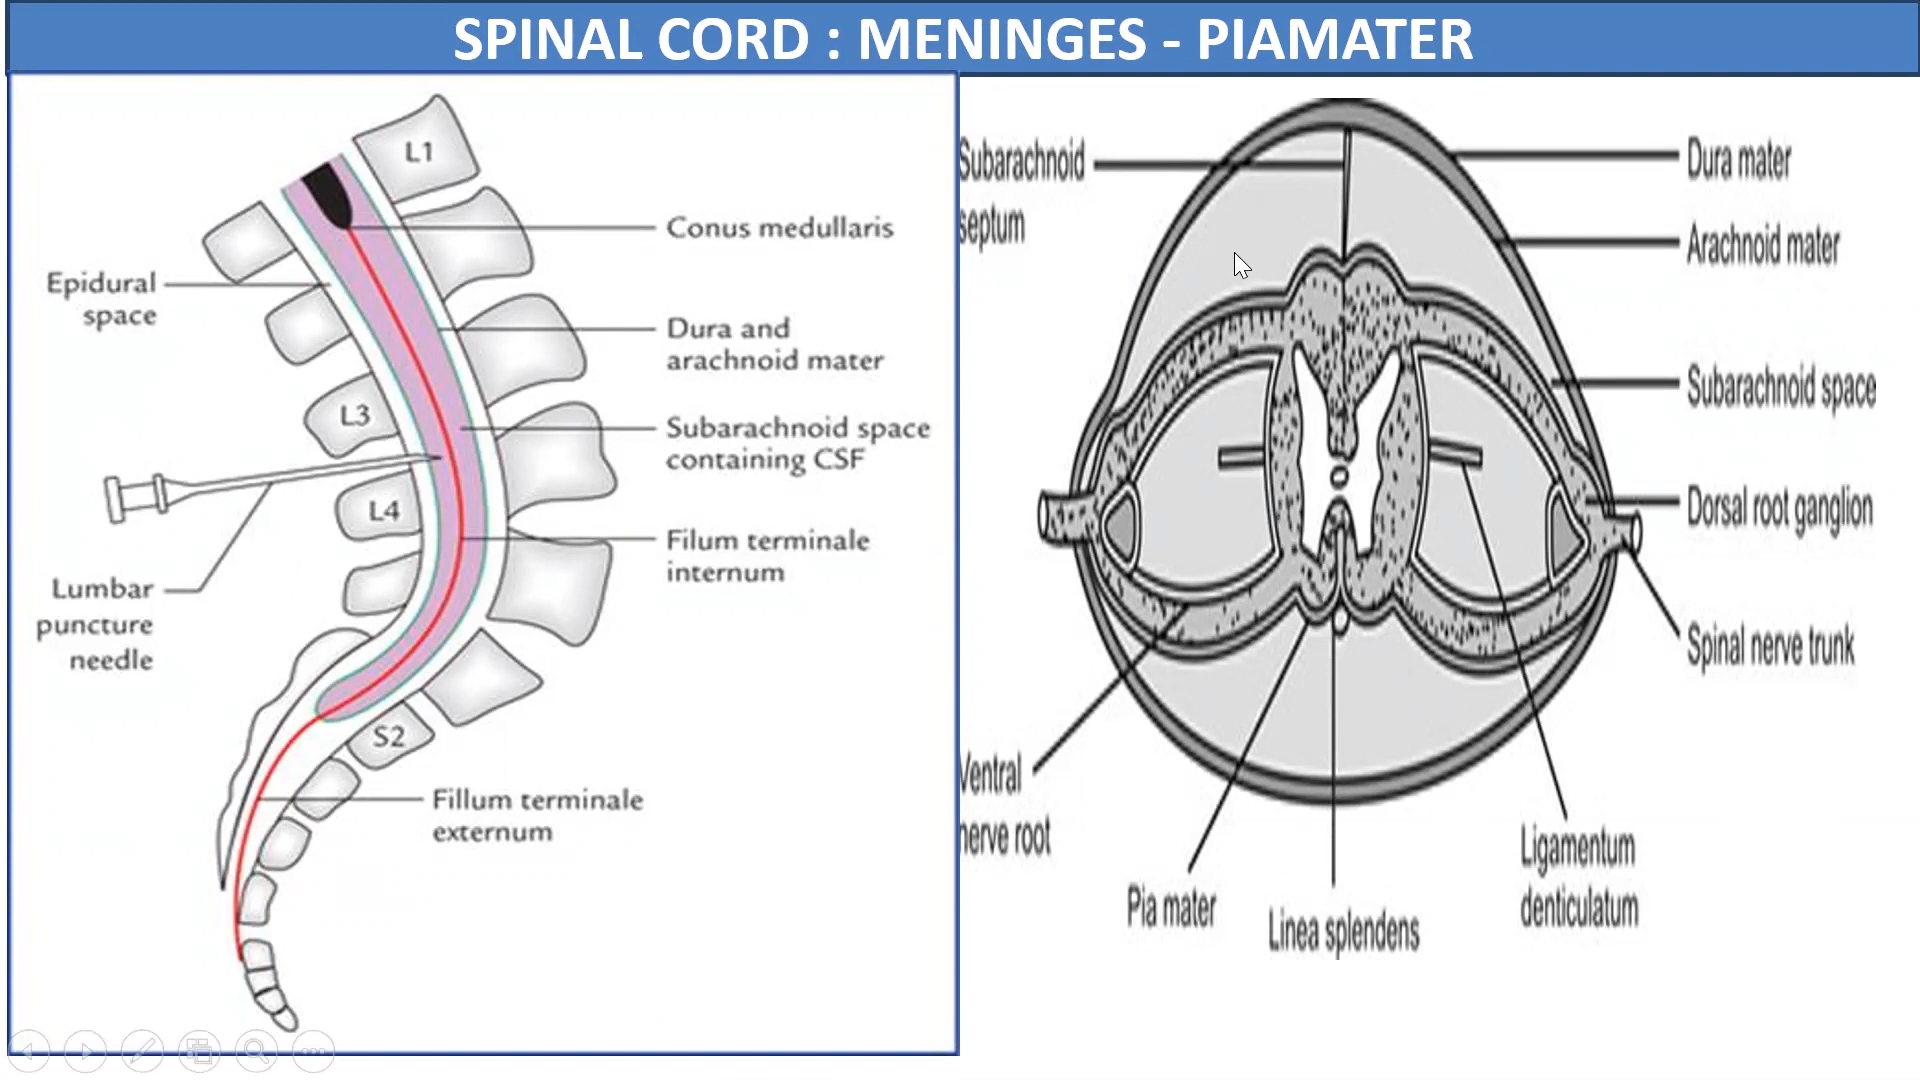 SPINAL CORD : MENINGES - PIAMATER
L1
Conus medullaris
Epidural
space
Dura and
arachnoid mater
L3
Subarachnoid space
containing CSF
L4
Filum terminale
internum
Lumbar
puncture
needle
S2
Fillum terminale
externum
Subarachnoid
septum
Dura mater
Arachnoid mater
Subarachnoid space
Dorsal root ganglion
Spinal nerve trunk
Ventral
nerve root
Pia mater
Linea splendens
Ligamentum
denticulatum